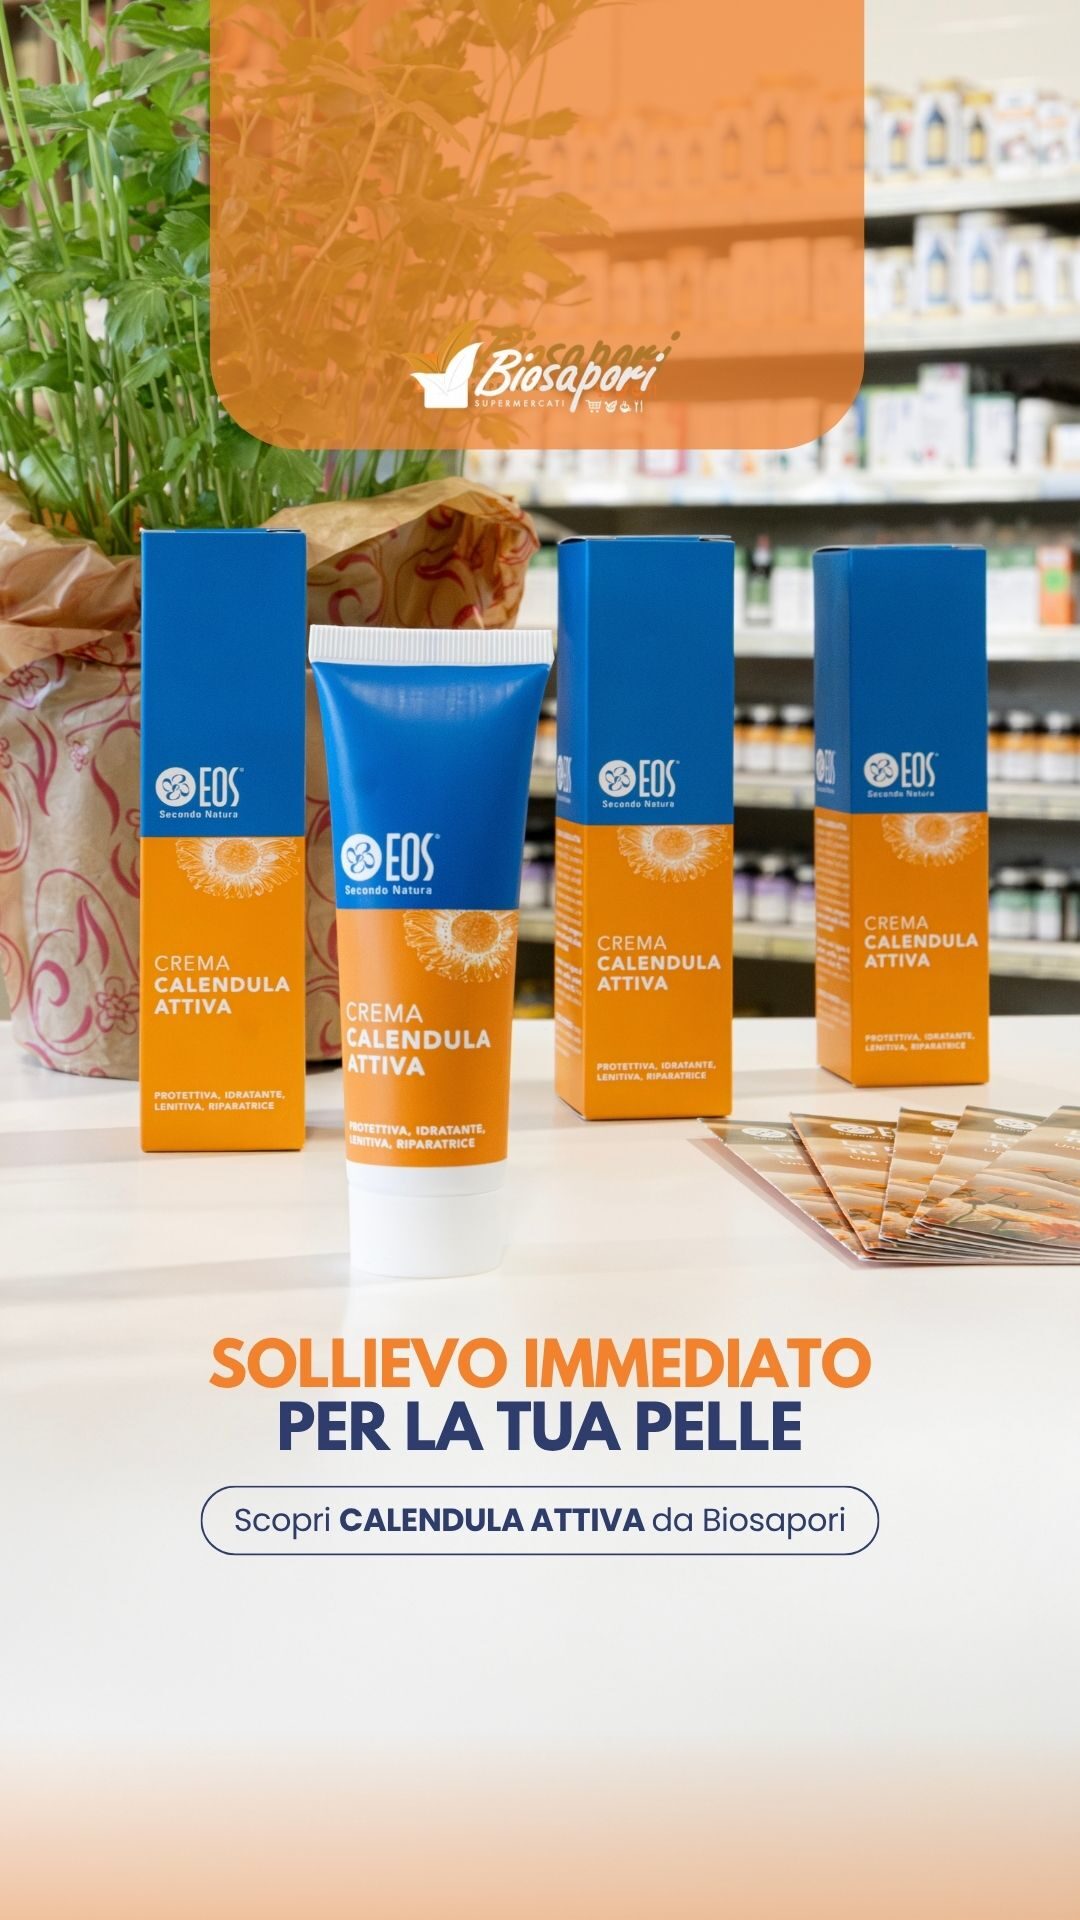 Biosapori
SUPERMERCATI
EOS
Secondo Natura
CREMA
CALENDULA
ATTIVA
PROTETTIVA, IDRATANTE,
LENITIVA, RIPARATRICE
EOS
Secondo Natura
CREMA
CALENDULA
ATTIVA
PROTETTIVA, IDRATANTE,
LENITIVA, RIPARATRICE
EOS
Secondo Natura
CREMA
CALENDULA
ATTIVA
PROTETTIVA, IDRATANTE,
LENITIVA, RIPARATRICE
EOS
Secondo Natura
CREMA
CALENDULA
ATTIVA
PROTETTIVA, IDRATANTE,
LENITIVA, RIPARATRICE
SOLLIEVO IMMEDIATO
PER LA TUA PELLE
Scopri CALENDULA ATTIVA da Biosapori